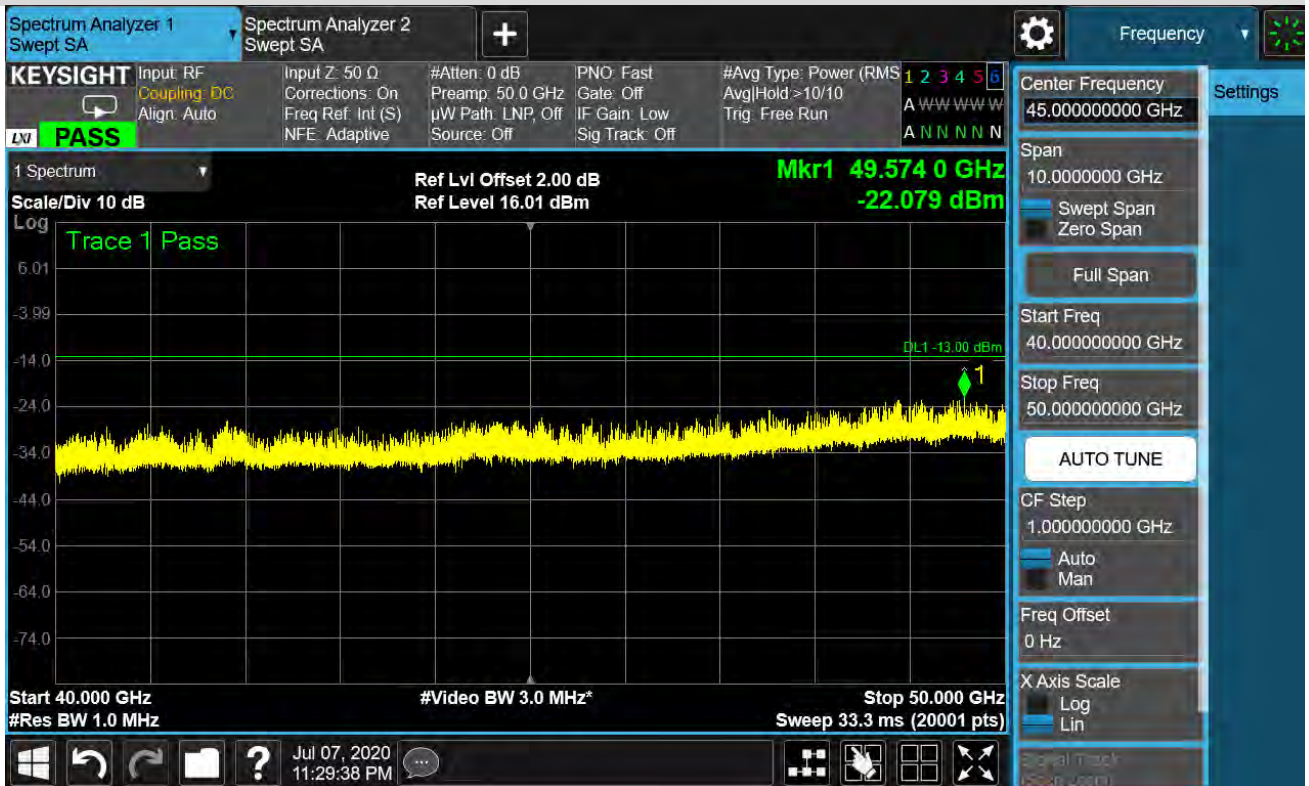 Spectrum Analyzer 1
Swept SA
Spectrum Analyzer 2
Swept SA
+
Frequency
KEYSIGHT
LXI
PASS
Input: RF
Coupling: DC
Align: Auto
Input Z: 50 Ω
Corrections: On
Freq Ref: Int (S)
NFE: Adaptive
#Atten: 0 dB
Preamp: 50.0 GHz
µW Path: LNP, Off
Source: Off
PNO: Fast
Gate: Off
IF Gain: Low
Sig Track: Off
#Avg Type: Power (RMS
Avg|Hold:>10/10
Trig: Free Run
1 2 3 4 5 6
A W W W W W
A N N N N N
1 Spectrum
Scale/Div 10 dB
Ref Lvl Offset 2.00 dB
Ref Level 16.01 dBm
Mkr1 49.574 0 GHz
-22.079 dBm
Log
Trace 1 Pass
6.01
-3.99
DL1 -13.00 dBm
-14.0
1
-24.0
-34.0
-44.0
-54.0
-64.0
-74.0
Start 40.000 GHz
#Video BW 3.0 MHz*
Stop 50.000 GHz
#Res BW 1.0 MHz
Sweep 33.3 ms (20001 pts)
?
Jul 07, 2020
11:29:38 PM
Center Frequency
45.000000000 GHz
Span
10.0000000 GHz
Swept Span
Zero Span
Full Span
Start Freq
40.000000000 GHz
Stop Freq
50.000000000 GHz
AUTO TUNE
CF Step
1.000000000 GHz
Auto
Man
Freq Offset
0 Hz
X Axis Scale
Log
Lin
Signal Track
(Span Zoom)
Settings